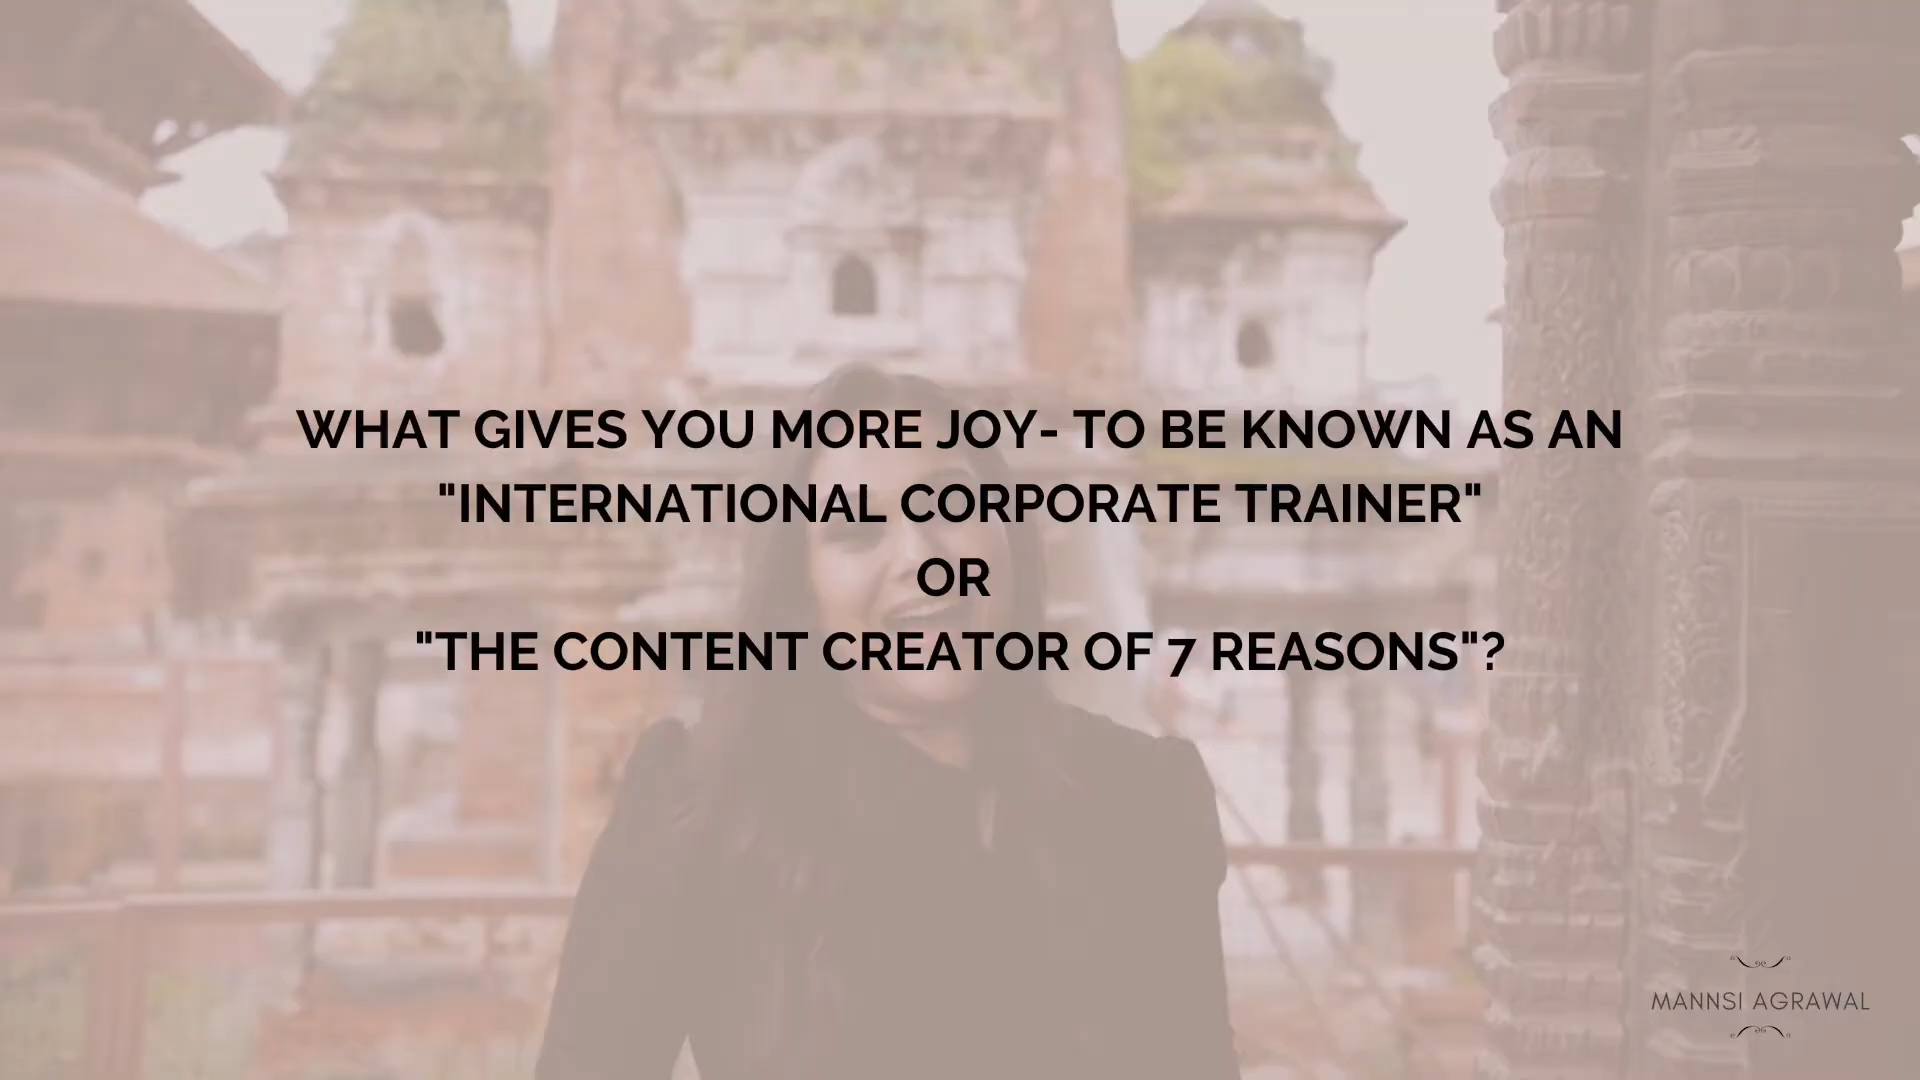 WHAT GIVES YOU MORE JOY- TO BE KNOWN AS AN
"INTERNATIONAL CORPORATE TRAINER"
OR
"THE CONTENT CREATOR OF 7 REASONS"?
MANNSI AGRAWAL